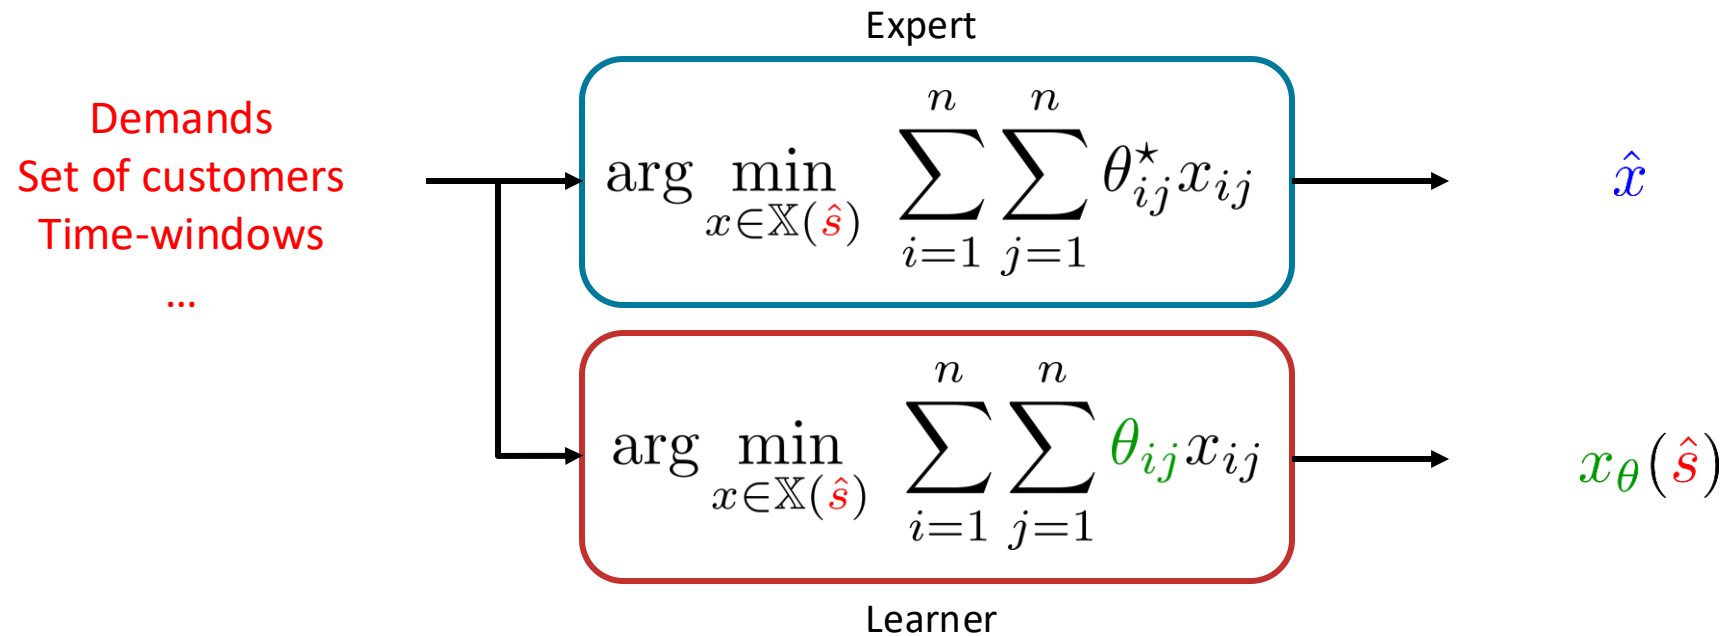 Expert
Demands
Set of customers
Time-windows
...
arg min_{x∈𝕏(ŝ)} ∑_{i=1}^{n} ∑_{j=1}^{n} θ^⋆_{ij} x_{ij}
x̂
arg min_{x∈𝕏(ŝ)} ∑_{i=1}^{n} ∑_{j=1}^{n} θ_{ij} x_{ij}
x_θ(ŝ)
Learner